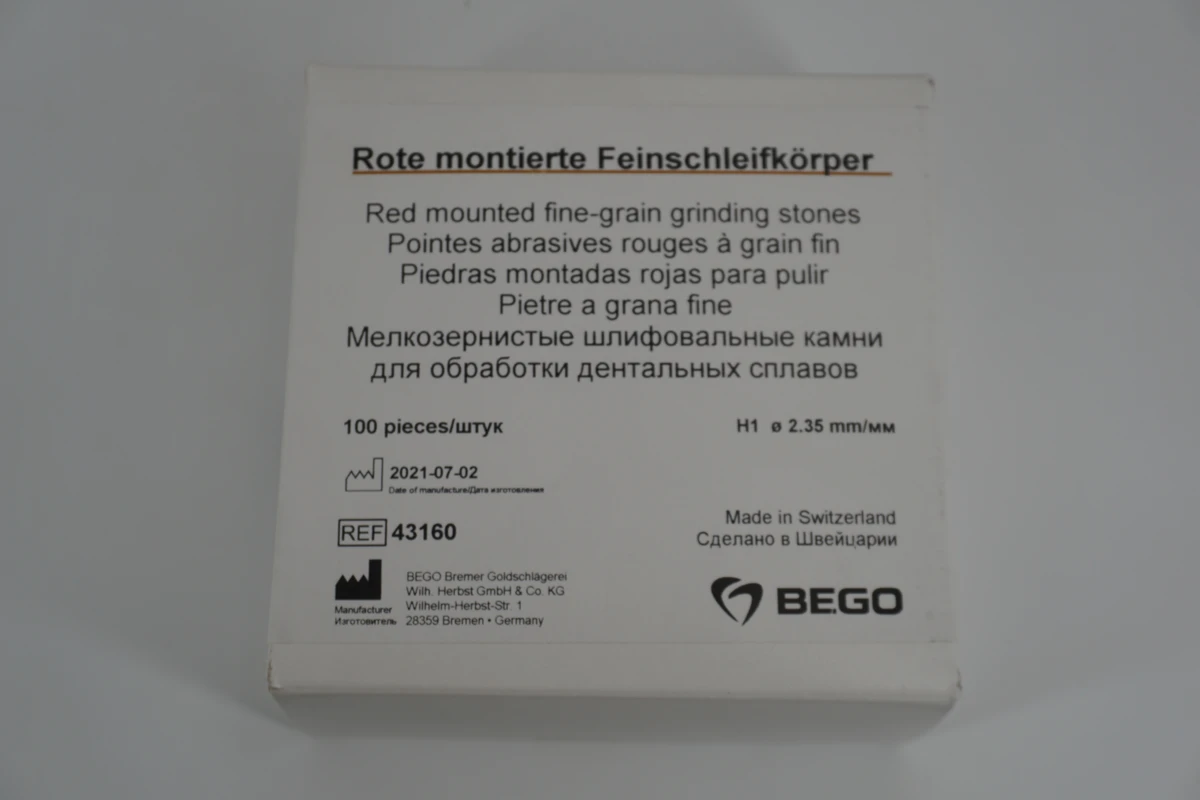 Rote montierte Feinschleifkörper
Red mounted fine-grain grinding stones
Pointes abrasives rouges à grain fin
Piedras montadas rojas para pulir
Pietre a grana fine
Мелкозернистые шлифовальные камни
для обработки дентальных сплавов
100 pieces/штук
H1 ø 2.35 mm/мм
2021-07-02
Date of manufacture/Дата изготовления
Made in Switzerland
Сделано в Швейцарии
REF 43160
Manufacturer
Изготовитель
BEGO Bremer Goldschlägerei
Wilh. Herbst GmbH & Co. KG
Wilhelm-Herbst-Str. 1
28359 Bremen • Germany
BEGO